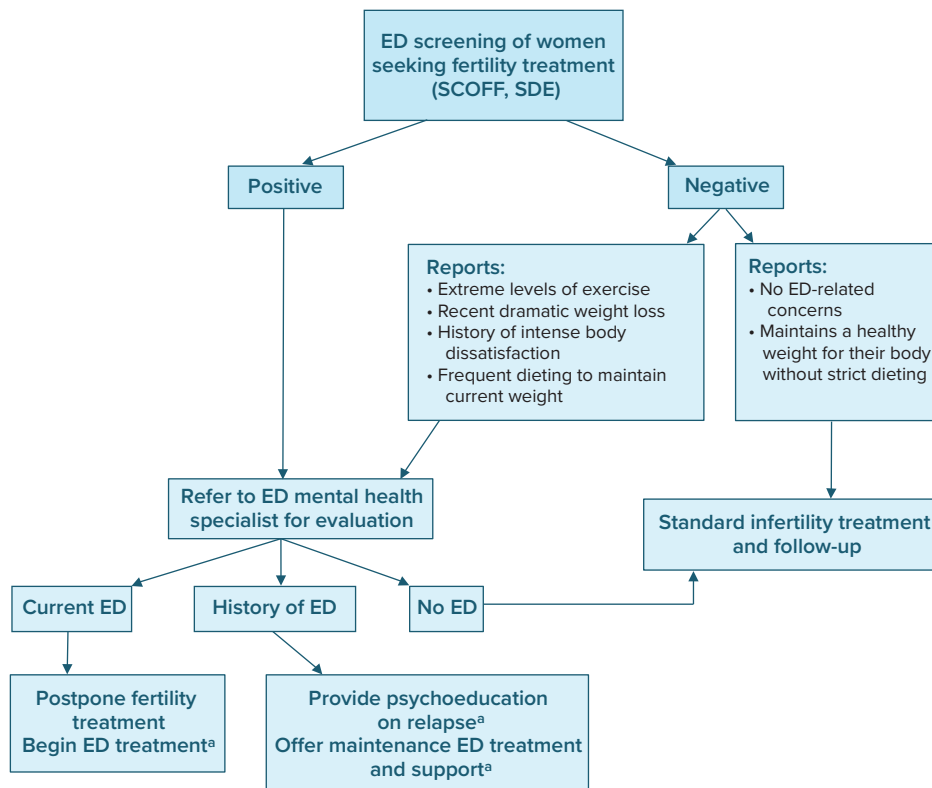 ED screening of women
seeking fertility treatment
(SCOFF, SDE)
Positive
Negative
Reports:
• Extreme levels of exercise
• Recent dramatic weight loss
• History of intense body
dissatisfaction
• Frequent dieting to maintain
current weight
Reports:
• No ED-related
concerns
• Maintains a healthy
weight for their body
without strict dieting
Refer to ED mental health
specialist for evaluation
Standard infertility treatment
and follow-up
Current ED
History of ED
No ED
Postpone fertility
treatment
Begin ED treatmentᵃ
Provide psychoeducation
on relapseᵃ
Offer maintenance ED treatment
and supportᵃ